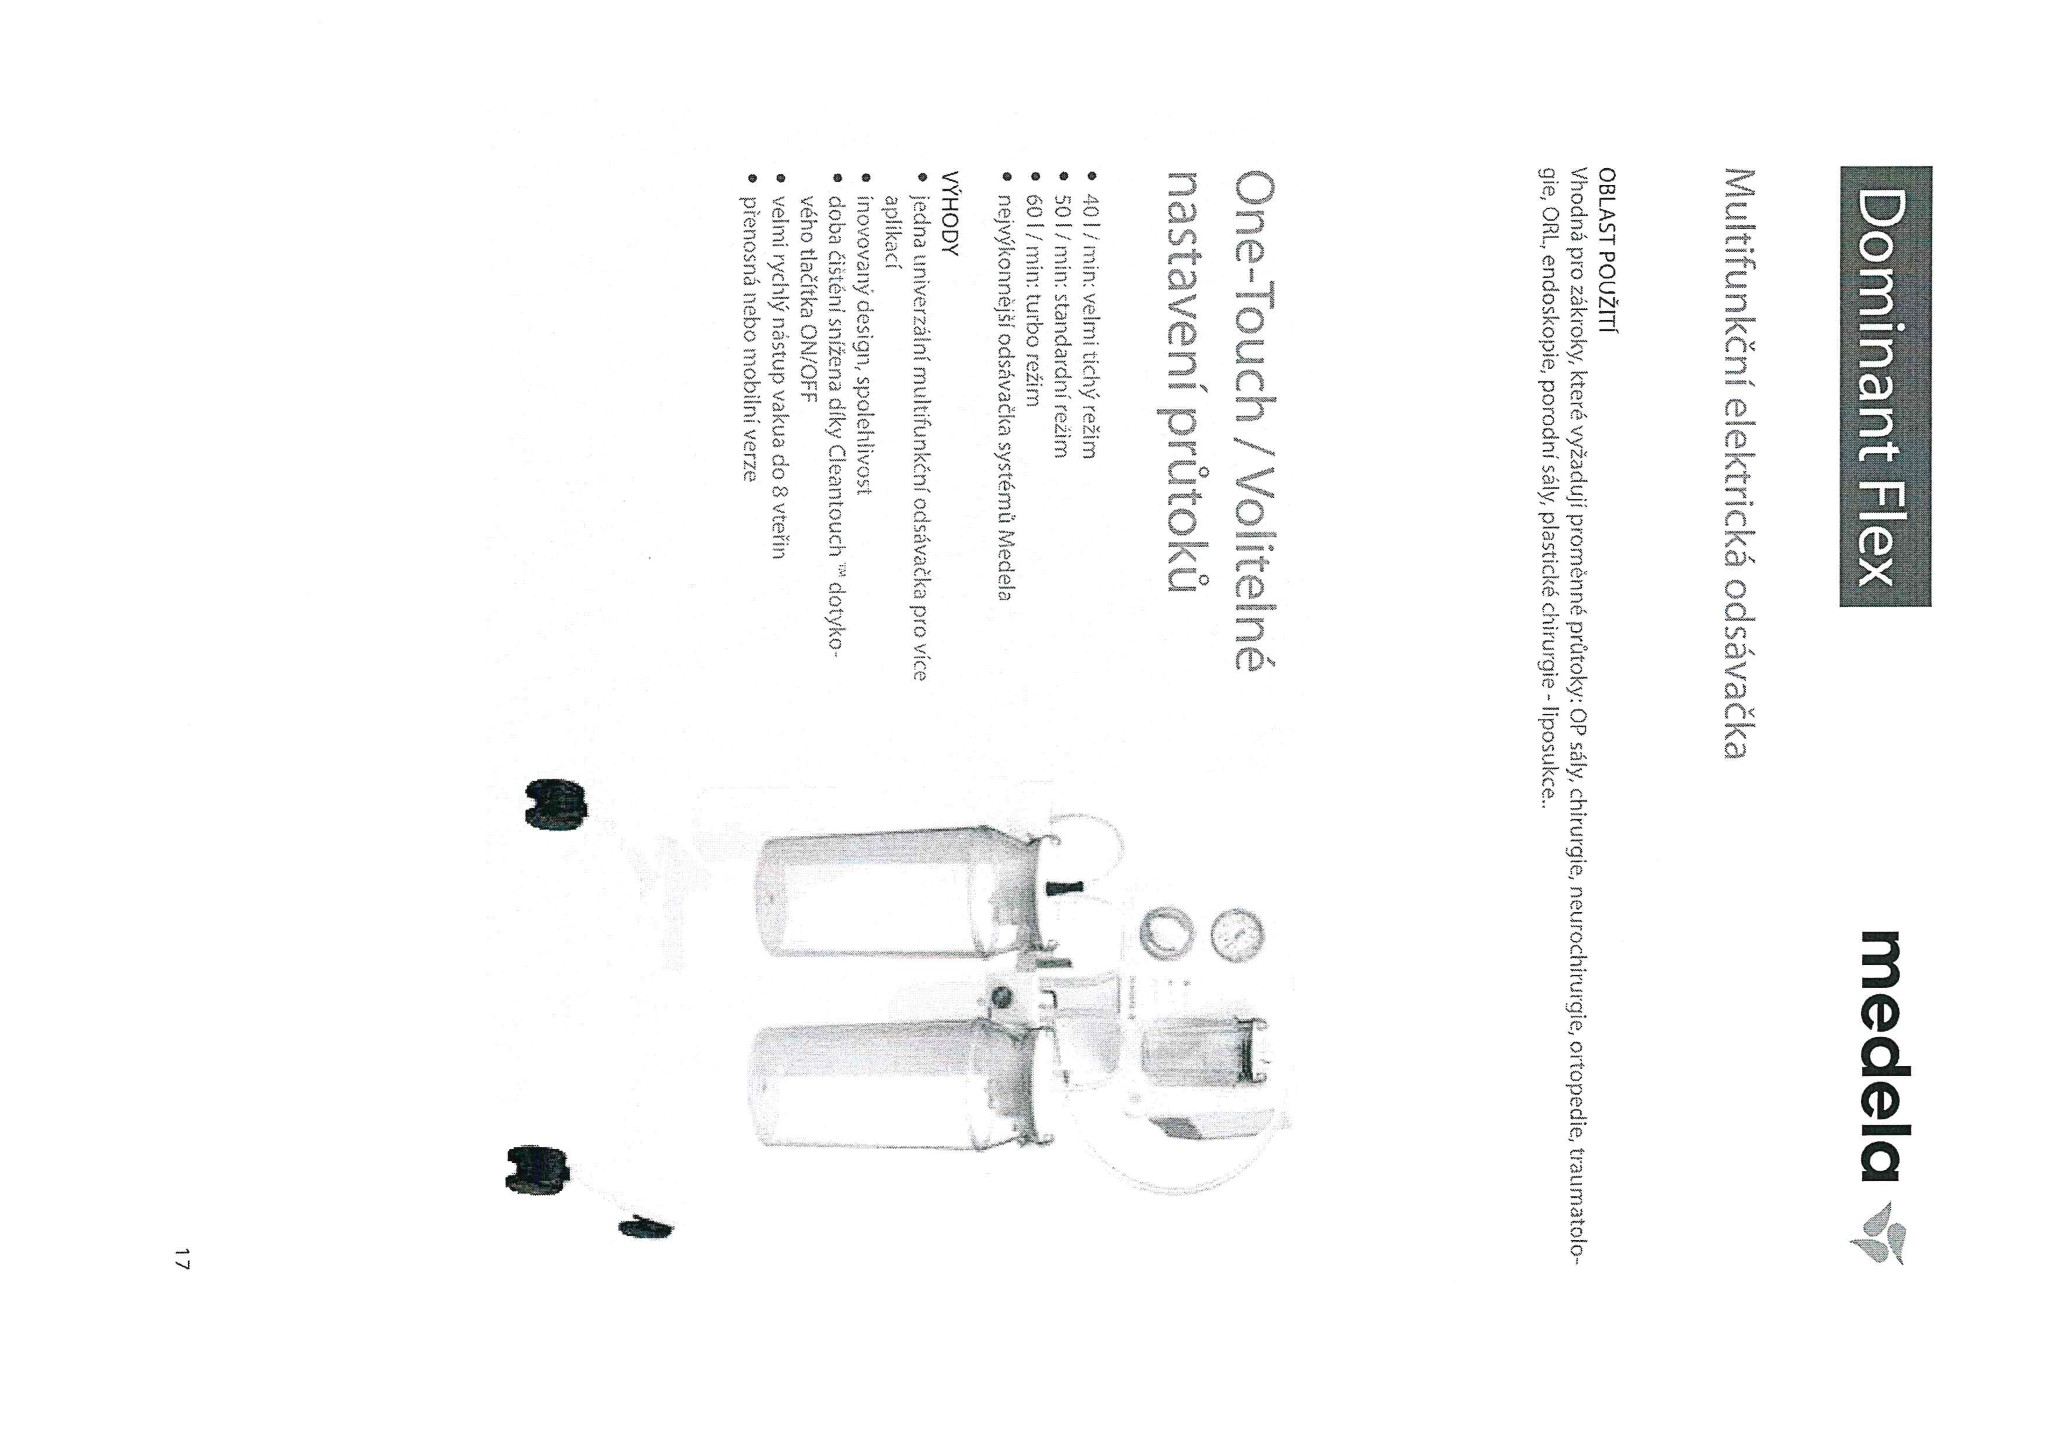 Dominant Flex
medela
Multifunkční elektrická odsávačka
OBLAST POUŽITÍ
Vhodná pro zákroky, které vyžadují proměnné průtoky: OP sály, chirurgie, neurochirurgie, ortopedie, traumatolo-
gie, ORL, endoskopie, porodní sály, plastické chirurgie - liposukce..
One-Touch / Volitelné
nastavení průtoků
• 40 l / min: velmi tichý režim
• 50 l / min: standardní režim
• 60 l / min: turbo režim
• nejvýkonnější odsávačka systémů Medela
VÝHODY
• jedna univerzální multifunkční odsávačka pro více
aplikací
• inovovaný design, spolehlivost
• doba čištění snížena díky Cleantouch ™ dotyko-
vého tlačítka ON/OFF
• velmi rychlý nástup vakua do 8 vteřin
• přenosná nebo mobilní verze
17